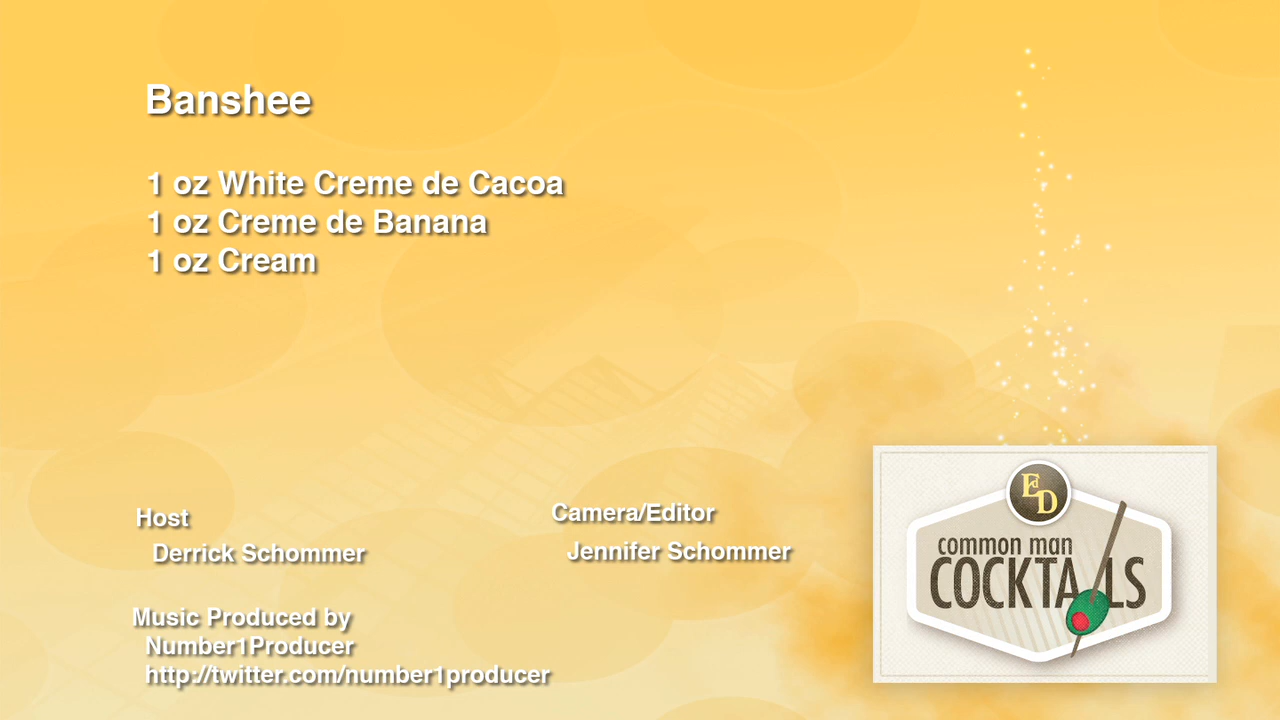 Banshee
1 oz White Creme de Cacoa
1 oz Creme de Banana
1 oz Cream
Host
Derrick Schommer
Camera/Editor
Jennifer Schommer
Music Produced by
Number1Producer
http://twitter.com/number1producer
EdD
common man
COCKTAILS